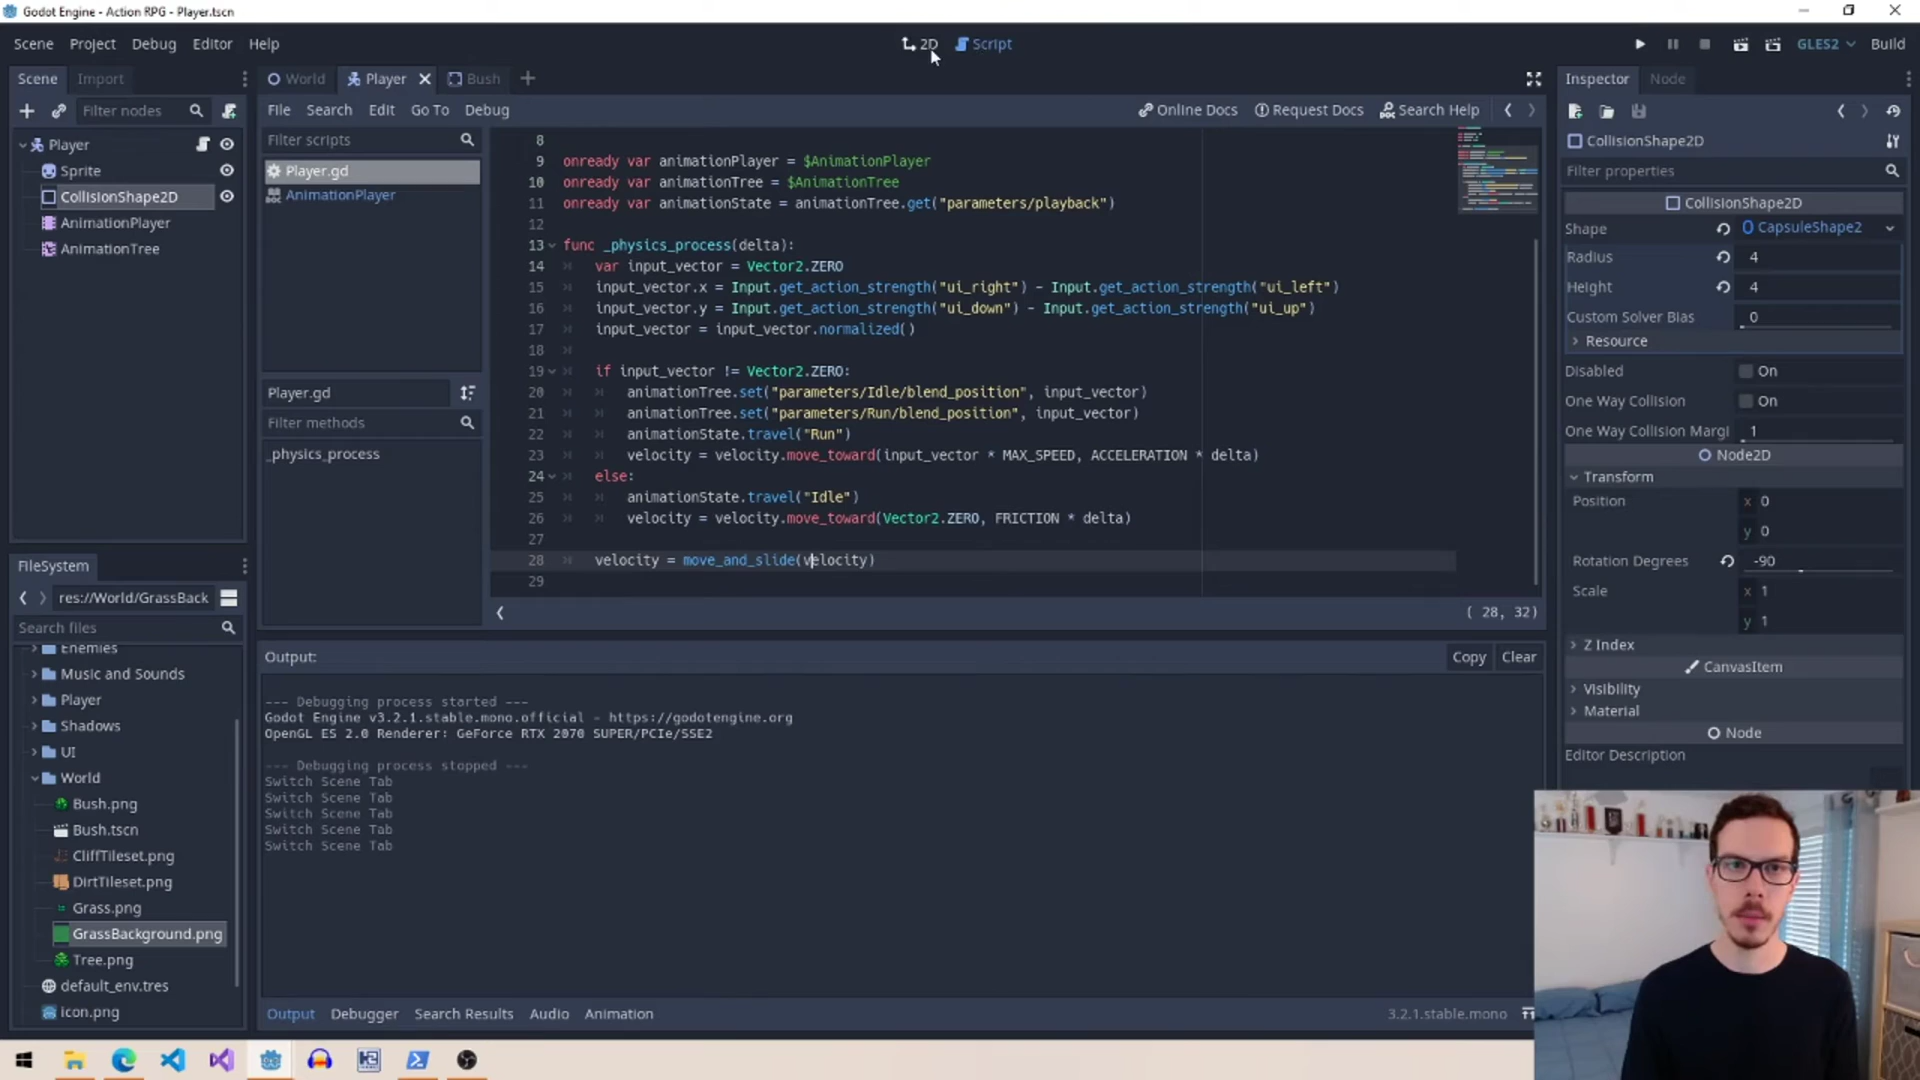 Godot Engine - Action RPG - Player.tscn
Scene Project Debug Editor Help
2D Script
GLES2 Build
Scene Import
World Player Bush
Inspector Node
Filter nodes
File Search Edit Go To Debug
Online Docs Request Docs Search Help
Player
Sprite
CollisionShape2D
AnimationPlayer
AnimationTree
Filter scripts
Player.gd
AnimationPlayer
Player.gd
Filter methods
_physics_process
8
9 onready var animationPlayer = $AnimationPlayer
10 onready var animationTree = $AnimationTree
11 onready var animationState = animationTree.get("parameters/playback")
12
13 func _physics_process(delta):
14 var input_vector = Vector2.ZERO
15 input_vector.x = Input.get_action_strength("ui_right") - Input.get_action_strength("ui_left")
16 input_vector.y = Input.get_action_strength("ui_down") - Input.get_action_strength("ui_up")
17 input_vector = input_vector.normalized()
18
19 if input_vector != Vector2.ZERO:
20 animationTree.set("parameters/Idle/blend_position", input_vector)
21 animationTree.set("parameters/Run/blend_position", input_vector)
22 animationState.travel("Run")
23 velocity = velocity.move_toward(input_vector * MAX_SPEED, ACCELERATION * delta)
24 else:
25 animationState.travel("Idle")
26 velocity = velocity.move_toward(Vector2.ZERO, FRICTION * delta)
27
28 velocity = move_and_slide(velocity)
29
( 28, 32)
CollisionShape2D
Filter properties
CollisionShape2D
Shape CapsuleShape2
Radius 4
Height 4
Custom Solver Bias 0
Resource
Disabled On
One Way Collision On
One Way Collision Margi 1
Node2D
Transform
Position x 0
y 0
Rotation Degrees -90
Scale x 1
y 1
Z Index
CanvasItem
Visibility
Material
Node
Editor Description
FileSystem
res://World/GrassBack
Search files
Enemies
Music and Sounds
Player
Shadows
UI
World
Bush.png
Bush.tscn
CliffTileset.png
DirtTileset.png
Grass.png
GrassBackground.png
Tree.png
default_env.tres
icon.png
Output:
Copy Clear
--- Debugging process started ---
Godot Engine v3.2.1.stable.mono.official - https://godotengine.org
OpenGL ES 2.0 Renderer: GeForce RTX 2070 SUPER/PCIe/SSE2
--- Debugging process stopped ---
Switch Scene Tab
Switch Scene Tab
Switch Scene Tab
Switch Scene Tab
Switch Scene Tab
Output Debugger Search Results Audio Animation
3.2.1.stable.mono